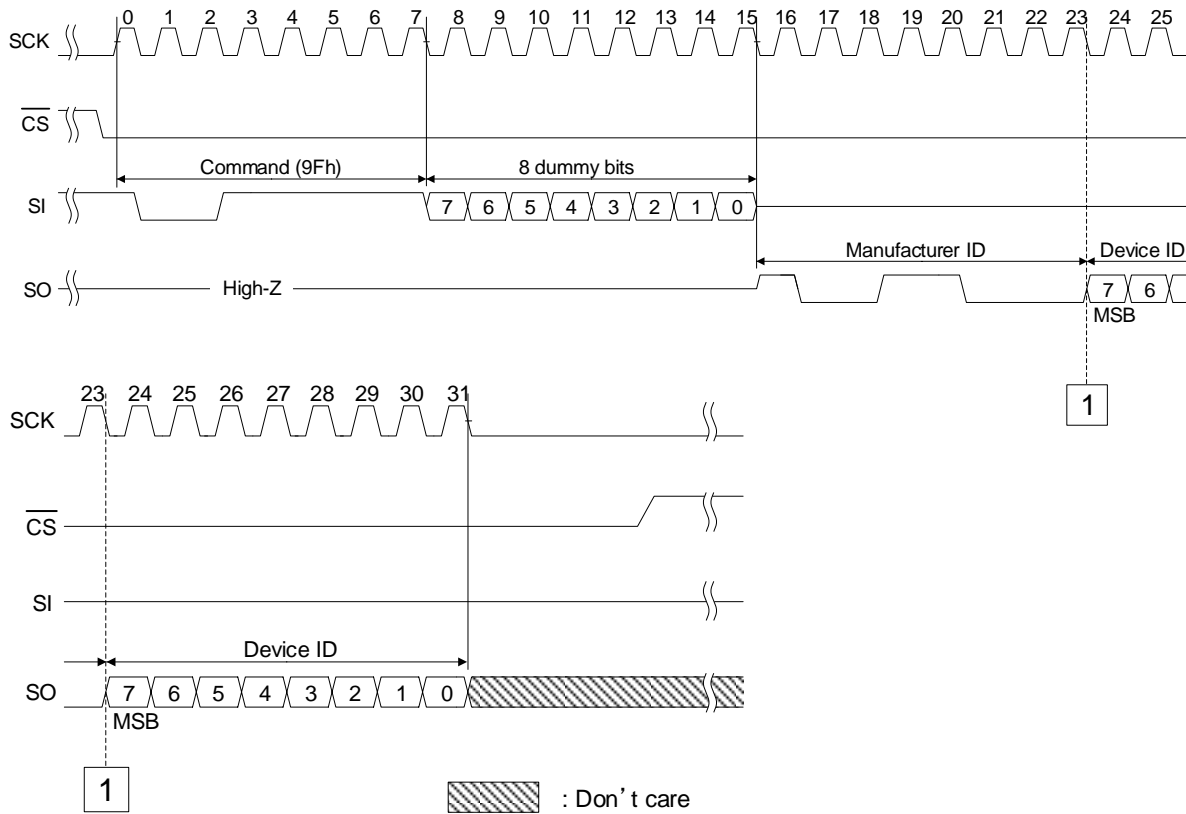 0 1 2 3 4 5 6 7 8 9 10 11 12 13 14 15 16 17 18 19 20 21 22 23 24 25
SCK
CS
Command (9Fh) 8 dummy bits
SI 7 6 5 4 3 2 1 0
Manufacturer ID Device ID
SO High-Z 7 6
MSB
1
23 24 25 26 27 28 29 30 31
SCK
CS
SI
Device ID
SO 7 6 5 4 3 2 1 0
MSB
1
: Don't care